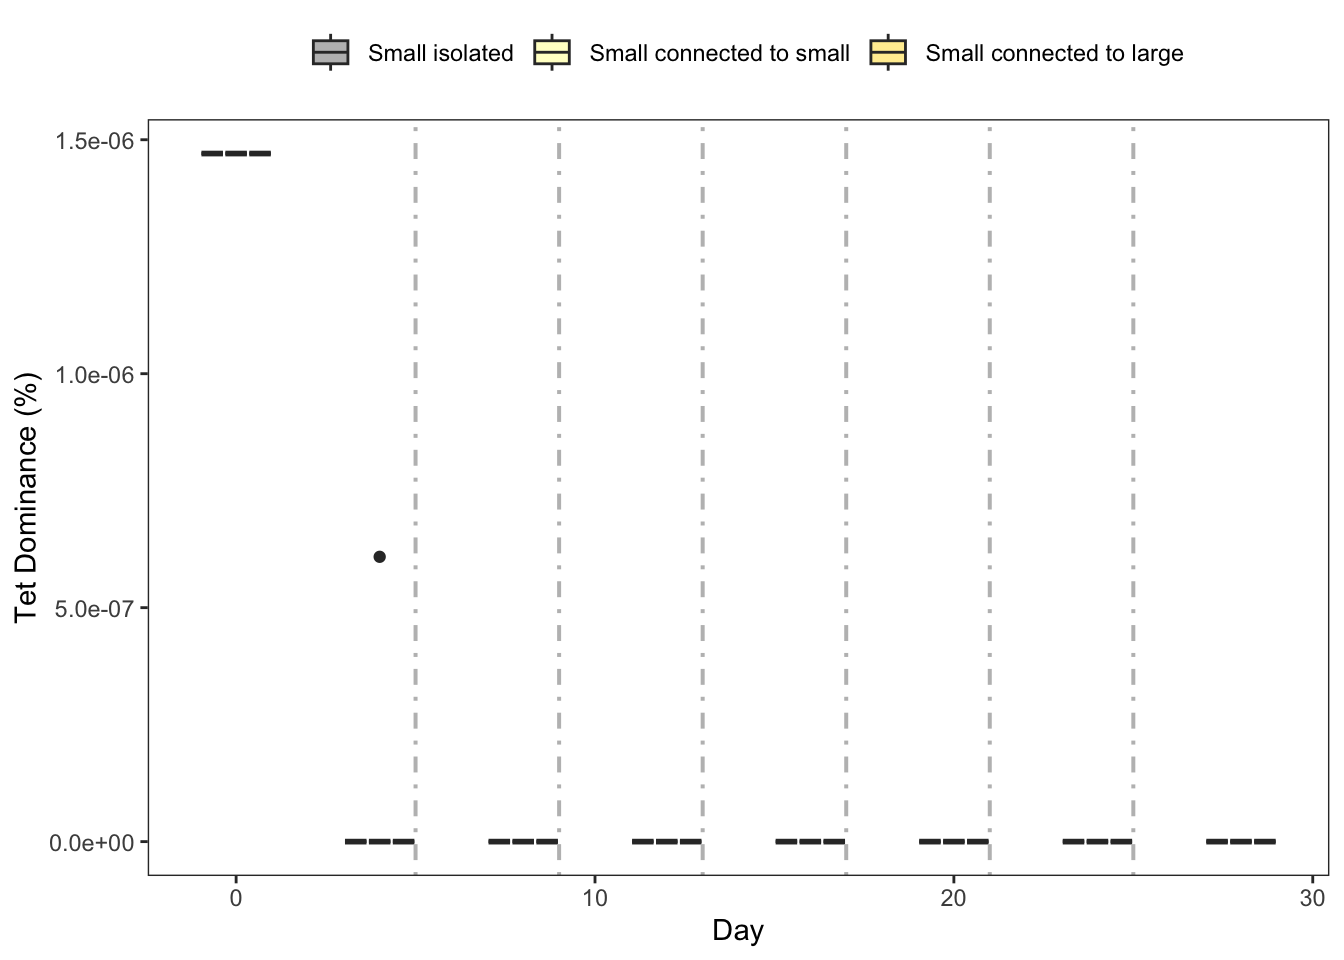 Small isolated Small connected to small Small connected to large
1.5e-06
1.0e-06
5.0e-07
0.0e+00
Tet Dominance (%)
0 10 20 30
Day